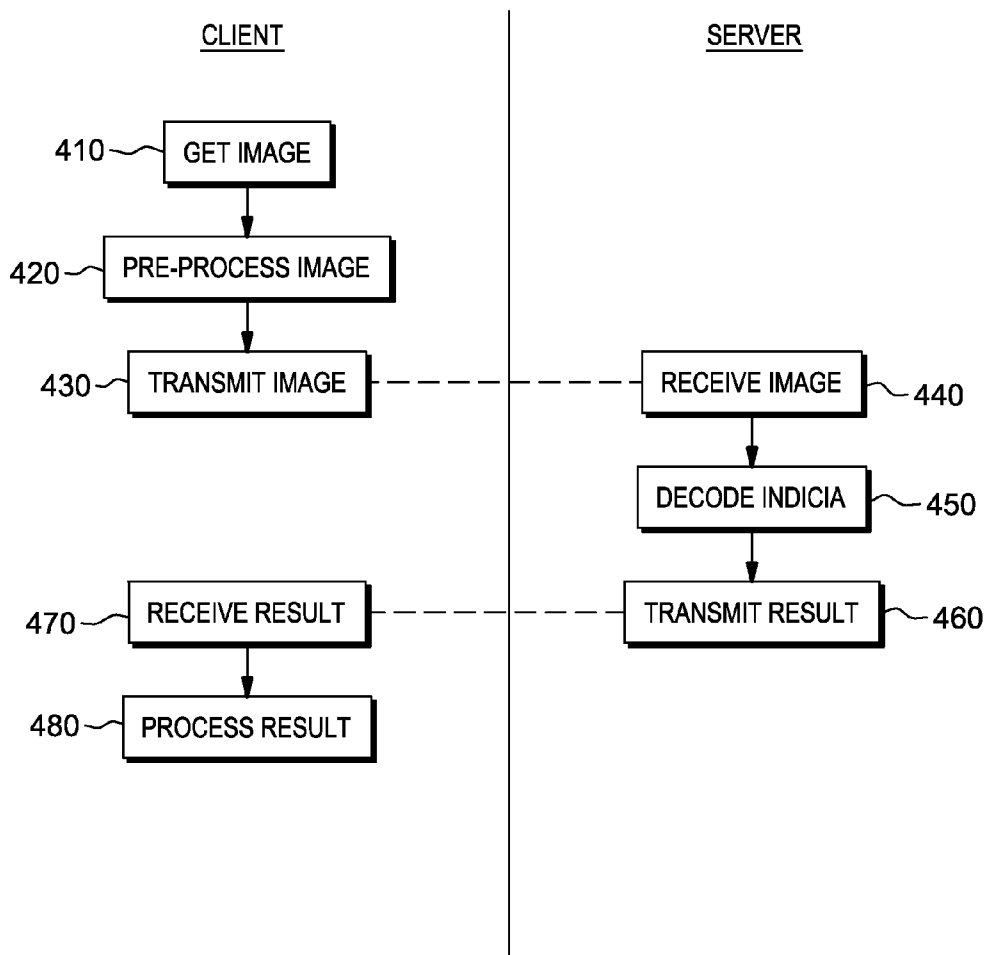 CLIENT
SERVER
410
GET IMAGE
420
PRE-PROCESS IMAGE
430
TRANSMIT IMAGE
RECEIVE IMAGE
440
DECODE INDICIA
450
470
RECEIVE RESULT
TRANSMIT RESULT
460
480
PROCESS RESULT